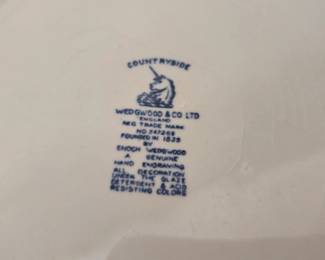 COUNTRYSIDE
WEDGWOOD & CO LTD
ENGLAND
REG TRADE MARK
NO 747269
FOUNDED IN 1835
BY
ENOCH WEDGWOOD
A GENUINE
HAND ENGRAVING
ALL DECORATION
UNDER THE GLAZE
DETERGENT & ACID
RESISTING COLORS